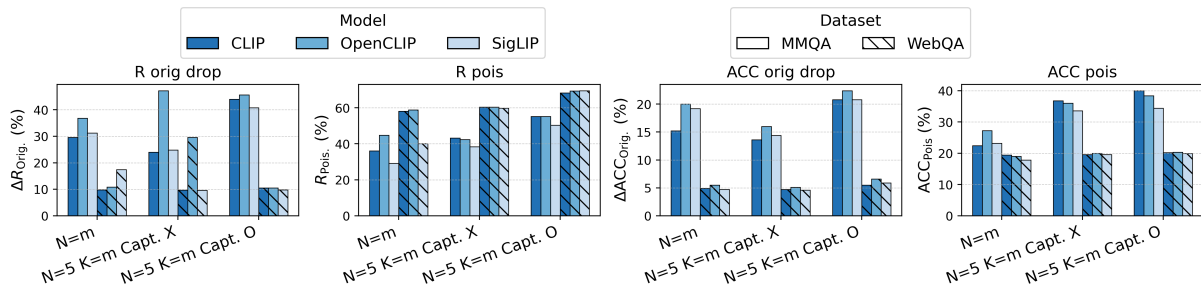 Model
CLIP OpenCLIP SigLIP
Dataset
MMQA WebQA
R orig drop
ΔR_Orig. (%)
40
30
20
10
0
N=m
N=5 K=m Capt. X
N=5 K=m Capt. O
R pois
R_Pois. (%)
60
40
20
0
N=m
N=5 K=m Capt. X
N=5 K=m Capt. O
ACC orig drop
ΔACC_Orig. (%)
20
15
10
5
0
N=m
N=5 K=m Capt. X
N=5 K=m Capt. O
ACC pois
ACC_Pois (%)
40
30
20
10
0
N=m
N=5 K=m Capt. X
N=5 K=m Capt. O